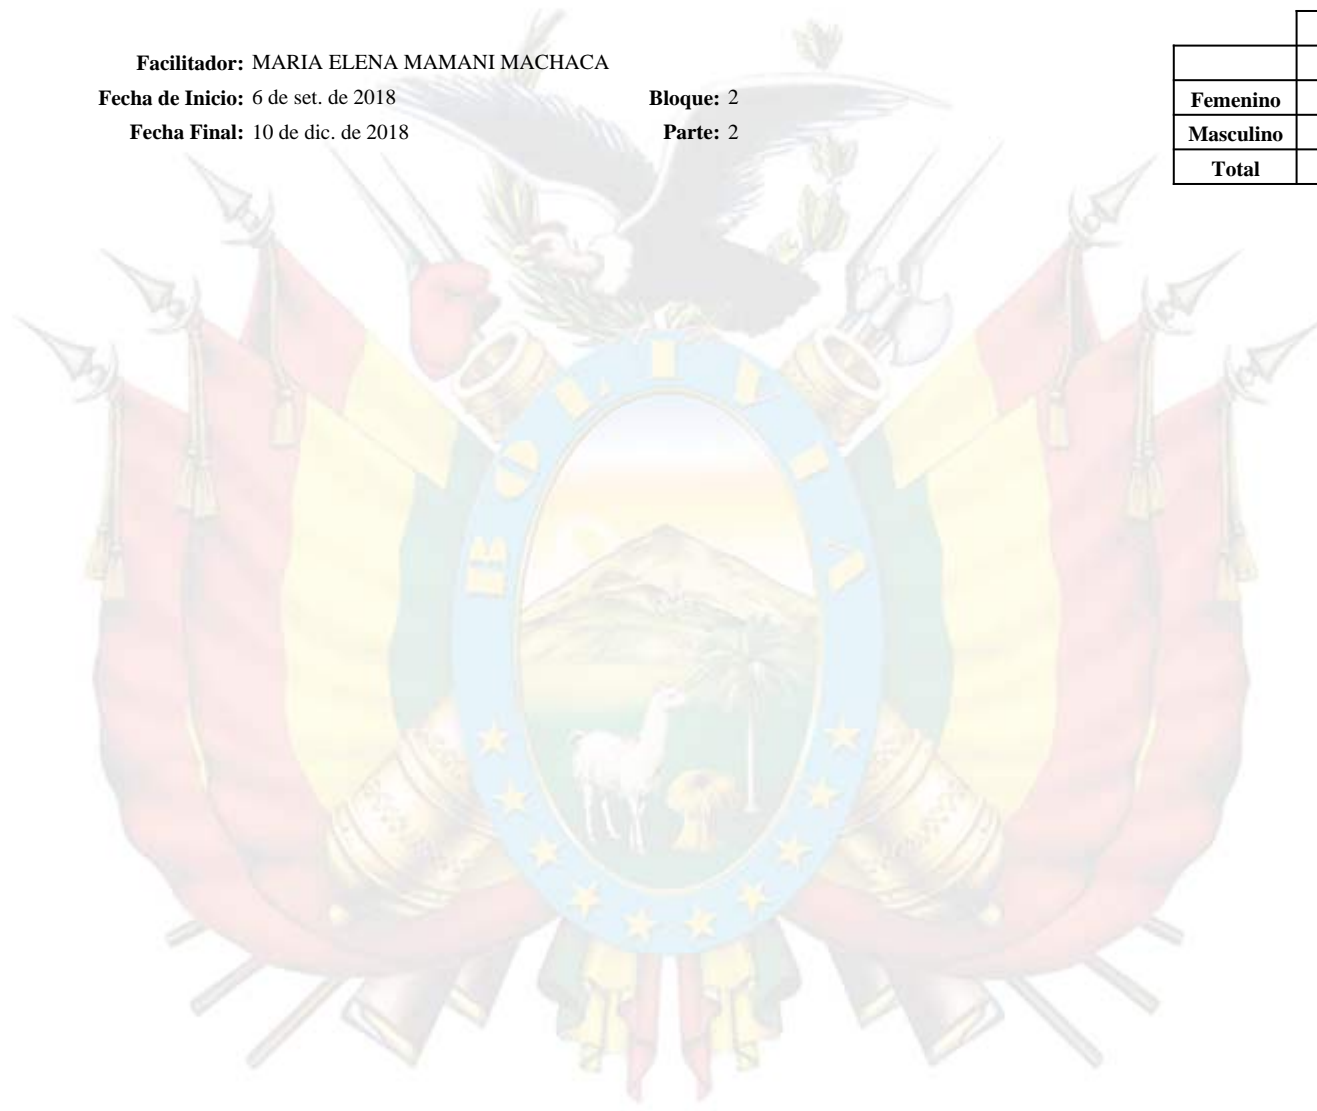 Facilitador: MARIA ELENA MAMANI MACHACA
Fecha de Inicio: 6 de set. de 2018 Bloque: 2
Fecha Final: 10 de dic. de 2018 Parte: 2
Femenino
Masculino
Total
BOLIVIA